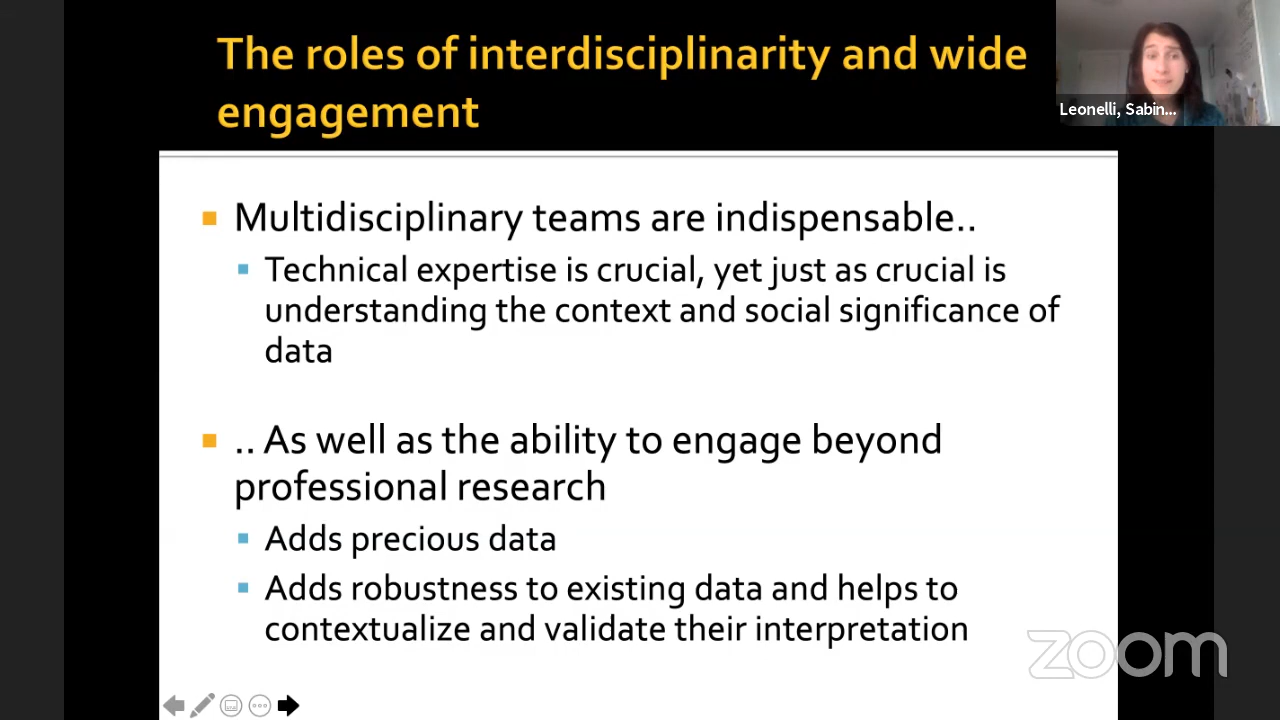 The roles of interdisciplinarity and wide
engagement
Leonelli, Sabin...
Multidisciplinary teams are indispensable..
Technical expertise is crucial, yet just as crucial is
understanding the context and social significance of
data
.. As well as the ability to engage beyond
professional research
Adds precious data
Adds robustness to existing data and helps to
contextualize and validate their interpretation
zoom